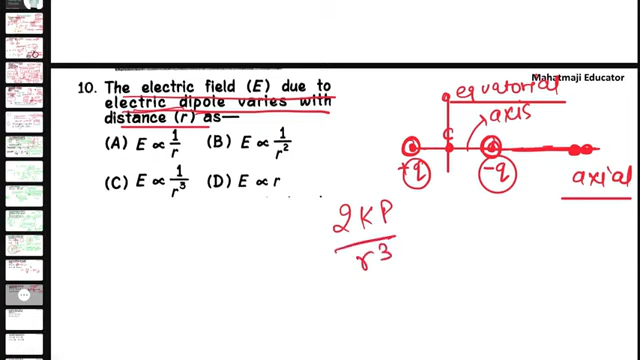 Mahatmaji Educator
10. The electric field (E) due to
electric dipole varies with
distance (r) as—
(A) E ∝ 1/r (B) E ∝ 1/r²
(C) E ∝ 1/r³ (D) E ∝ r
equatorial
axis
C
+q
-q
axial
2KP
r³